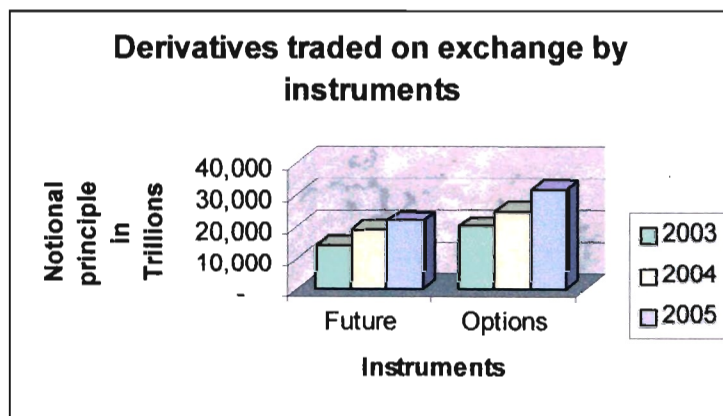 Derivatives traded on exchange by
instruments
Notional
principle
in
Trillions
40,000
30,000
20,000
10,000
-
Future Options
Instruments
2003
2004
2005